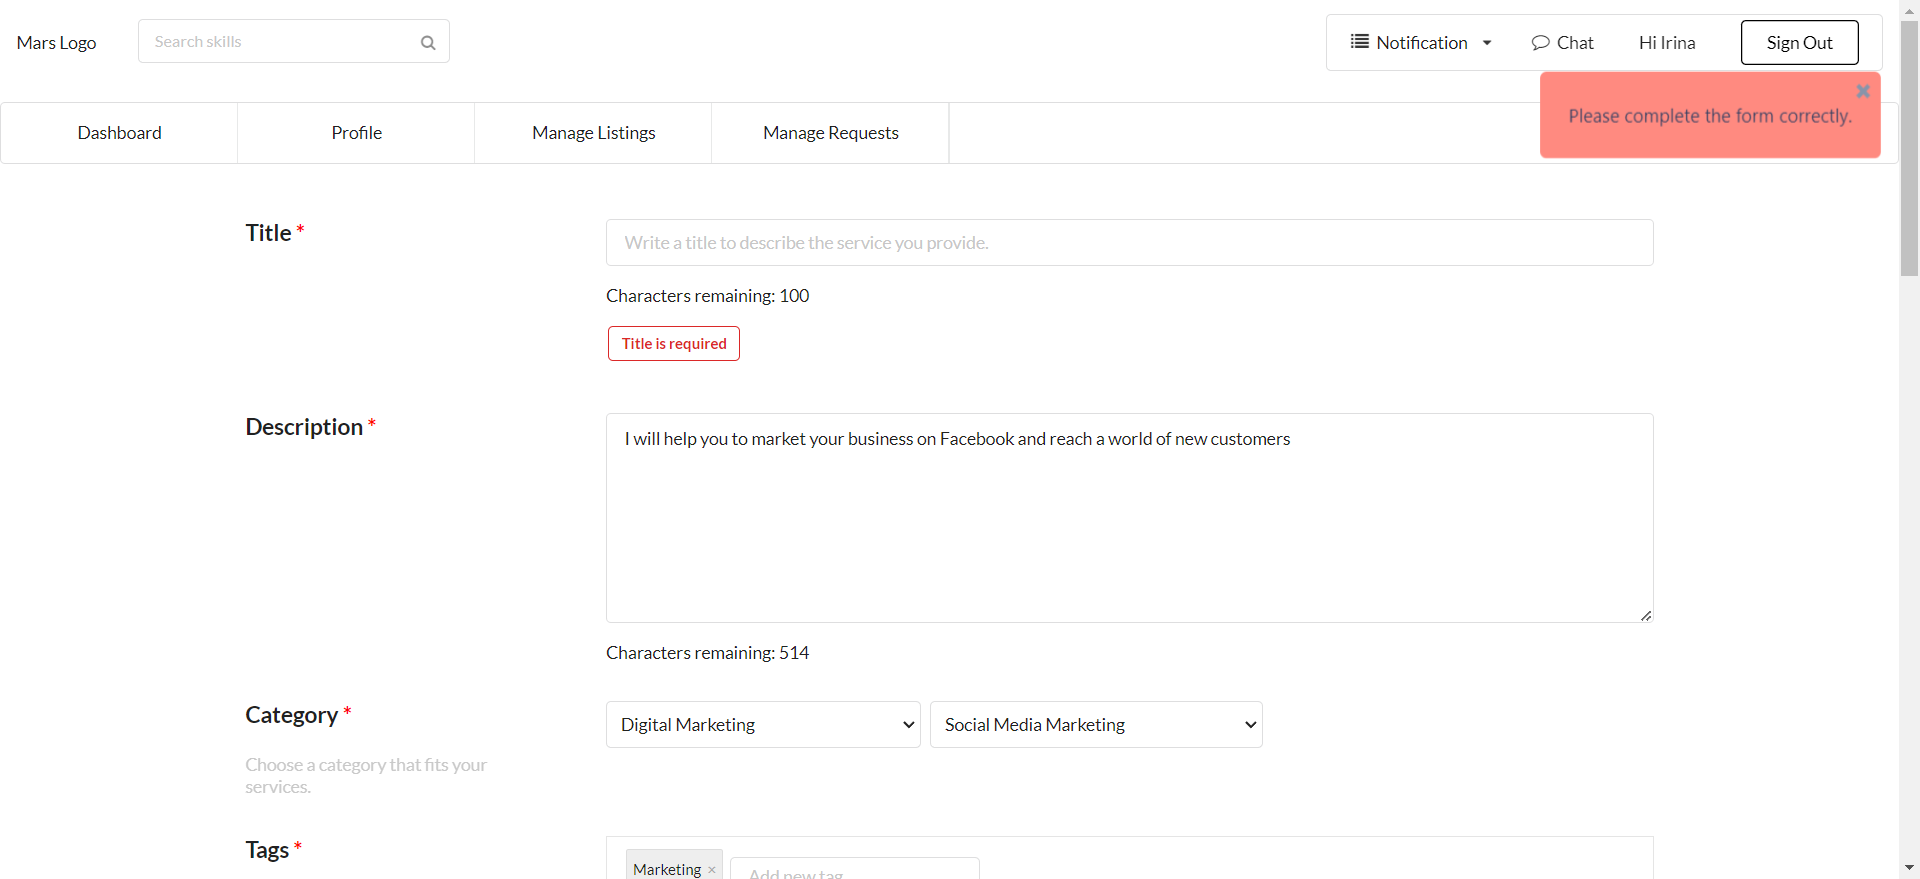 Mars Logo
Search skills
Notification
Chat
Hi Irina
Sign Out
Please complete the form correctly.
Dashboard
Profile
Manage Listings
Manage Requests
Title *
Write a title to describe the service you provide.
Characters remaining: 100
Title is required
Description *
I will help you to market your business on Facebook and reach a world of new customers
Characters remaining: 514
Category *
Digital Marketing
Social Media Marketing
Choose a category that fits your
services.
Tags *
Marketing ×
Add new tag